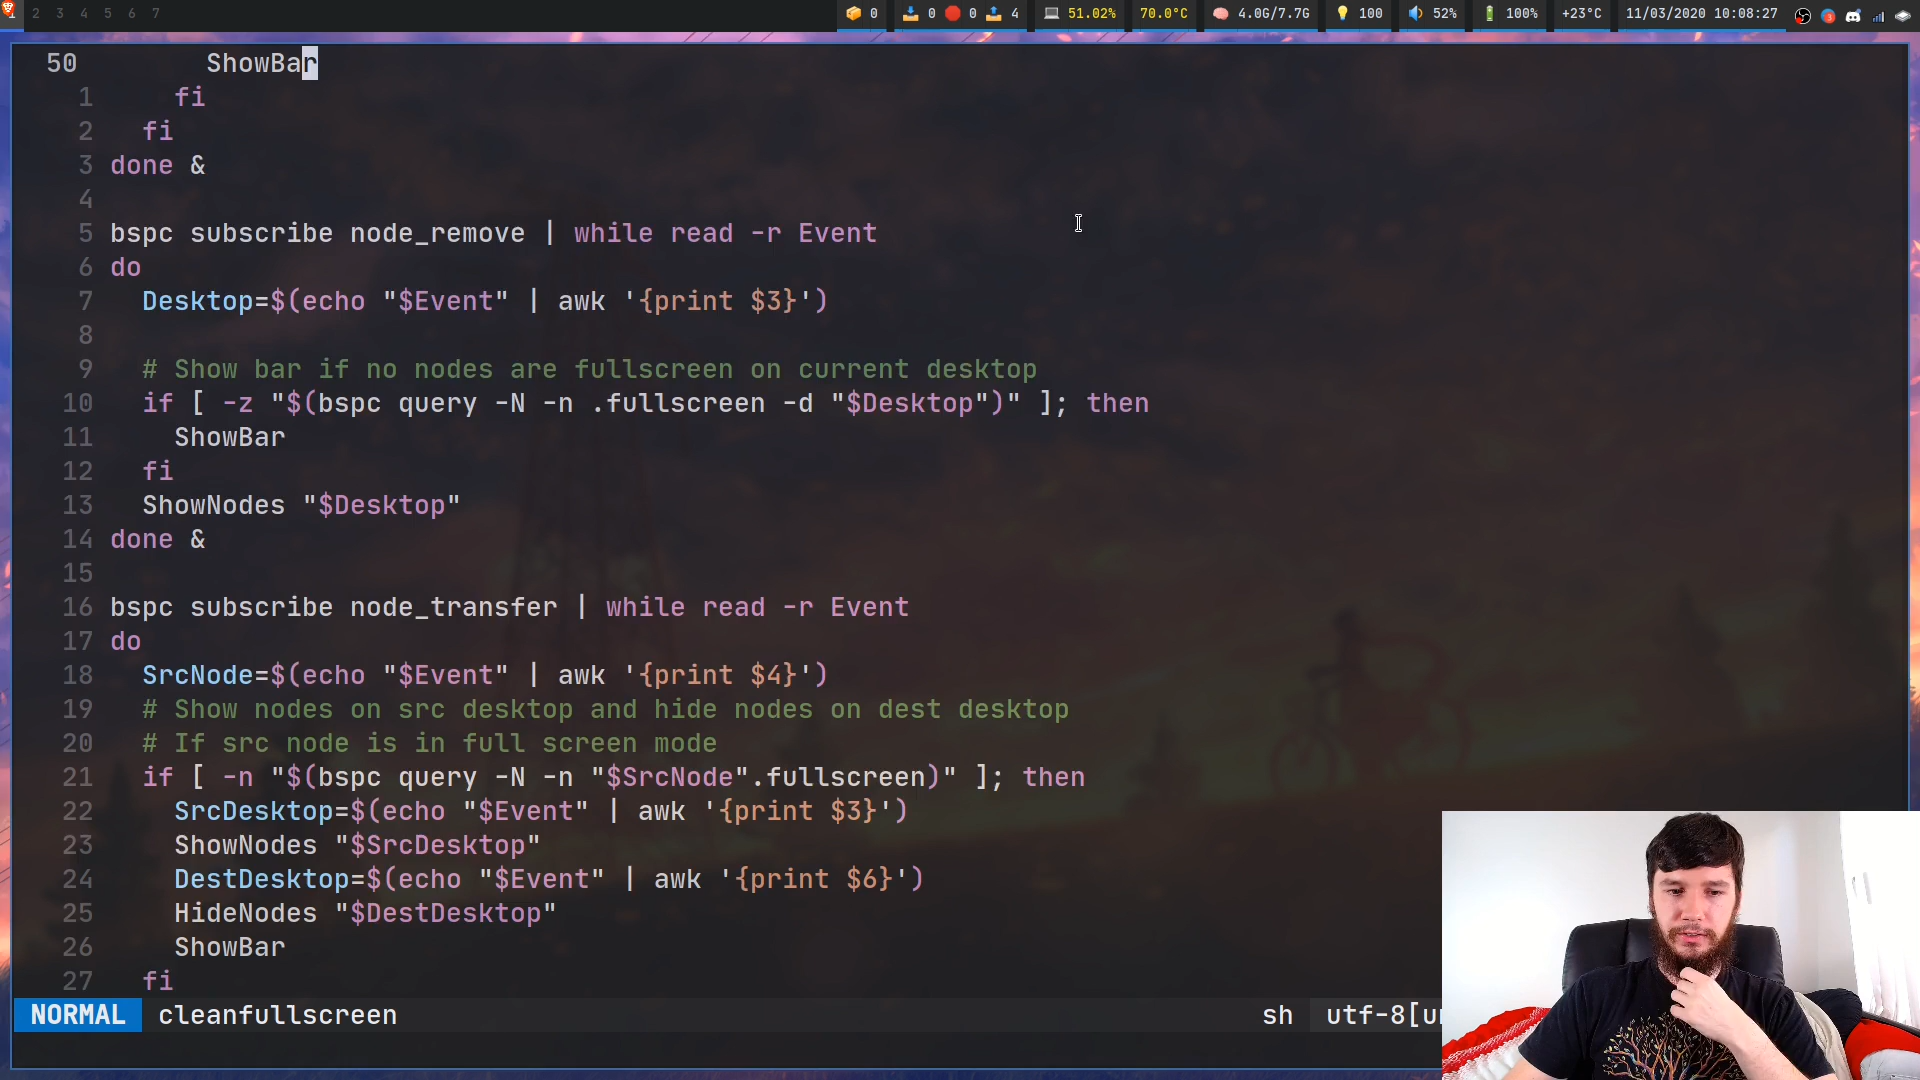 1 2 3 4 5 6 7
0 0 0 4 51.02% 70.0°C 4.0G/7.7G 100 52% 100% +23°C 11/03/2020 10:08:27
50 ShowBar
1 fi
2 fi
3 done &
4
5 bspc subscribe node_remove | while read -r Event
6 do
7 Desktop=$(echo "$Event" | awk '{print $3}')
8
9 # Show bar if no nodes are fullscreen on current desktop
10 if [ -z "$(bspc query -N -n .fullscreen -d "$Desktop")" ]; then
11 ShowBar
12 fi
13 ShowNodes "$Desktop"
14 done &
15
16 bspc subscribe node_transfer | while read -r Event
17 do
18 SrcNode=$(echo "$Event" | awk '{print $4}')
19 # Show nodes on src desktop and hide nodes on dest desktop
20 # If src node is in full screen mode
21 if [ -n "$(bspc query -N -n "$SrcNode".fullscreen)" ]; then
22 SrcDesktop=$(echo "$Event" | awk '{print $3}')
23 ShowNodes "$SrcDesktop"
24 DestDesktop=$(echo "$Event" | awk '{print $6}')
25 HideNodes "$DestDesktop"
26 ShowBar
27 fi
NORMAL cleanfullscreen sh utf-8[u